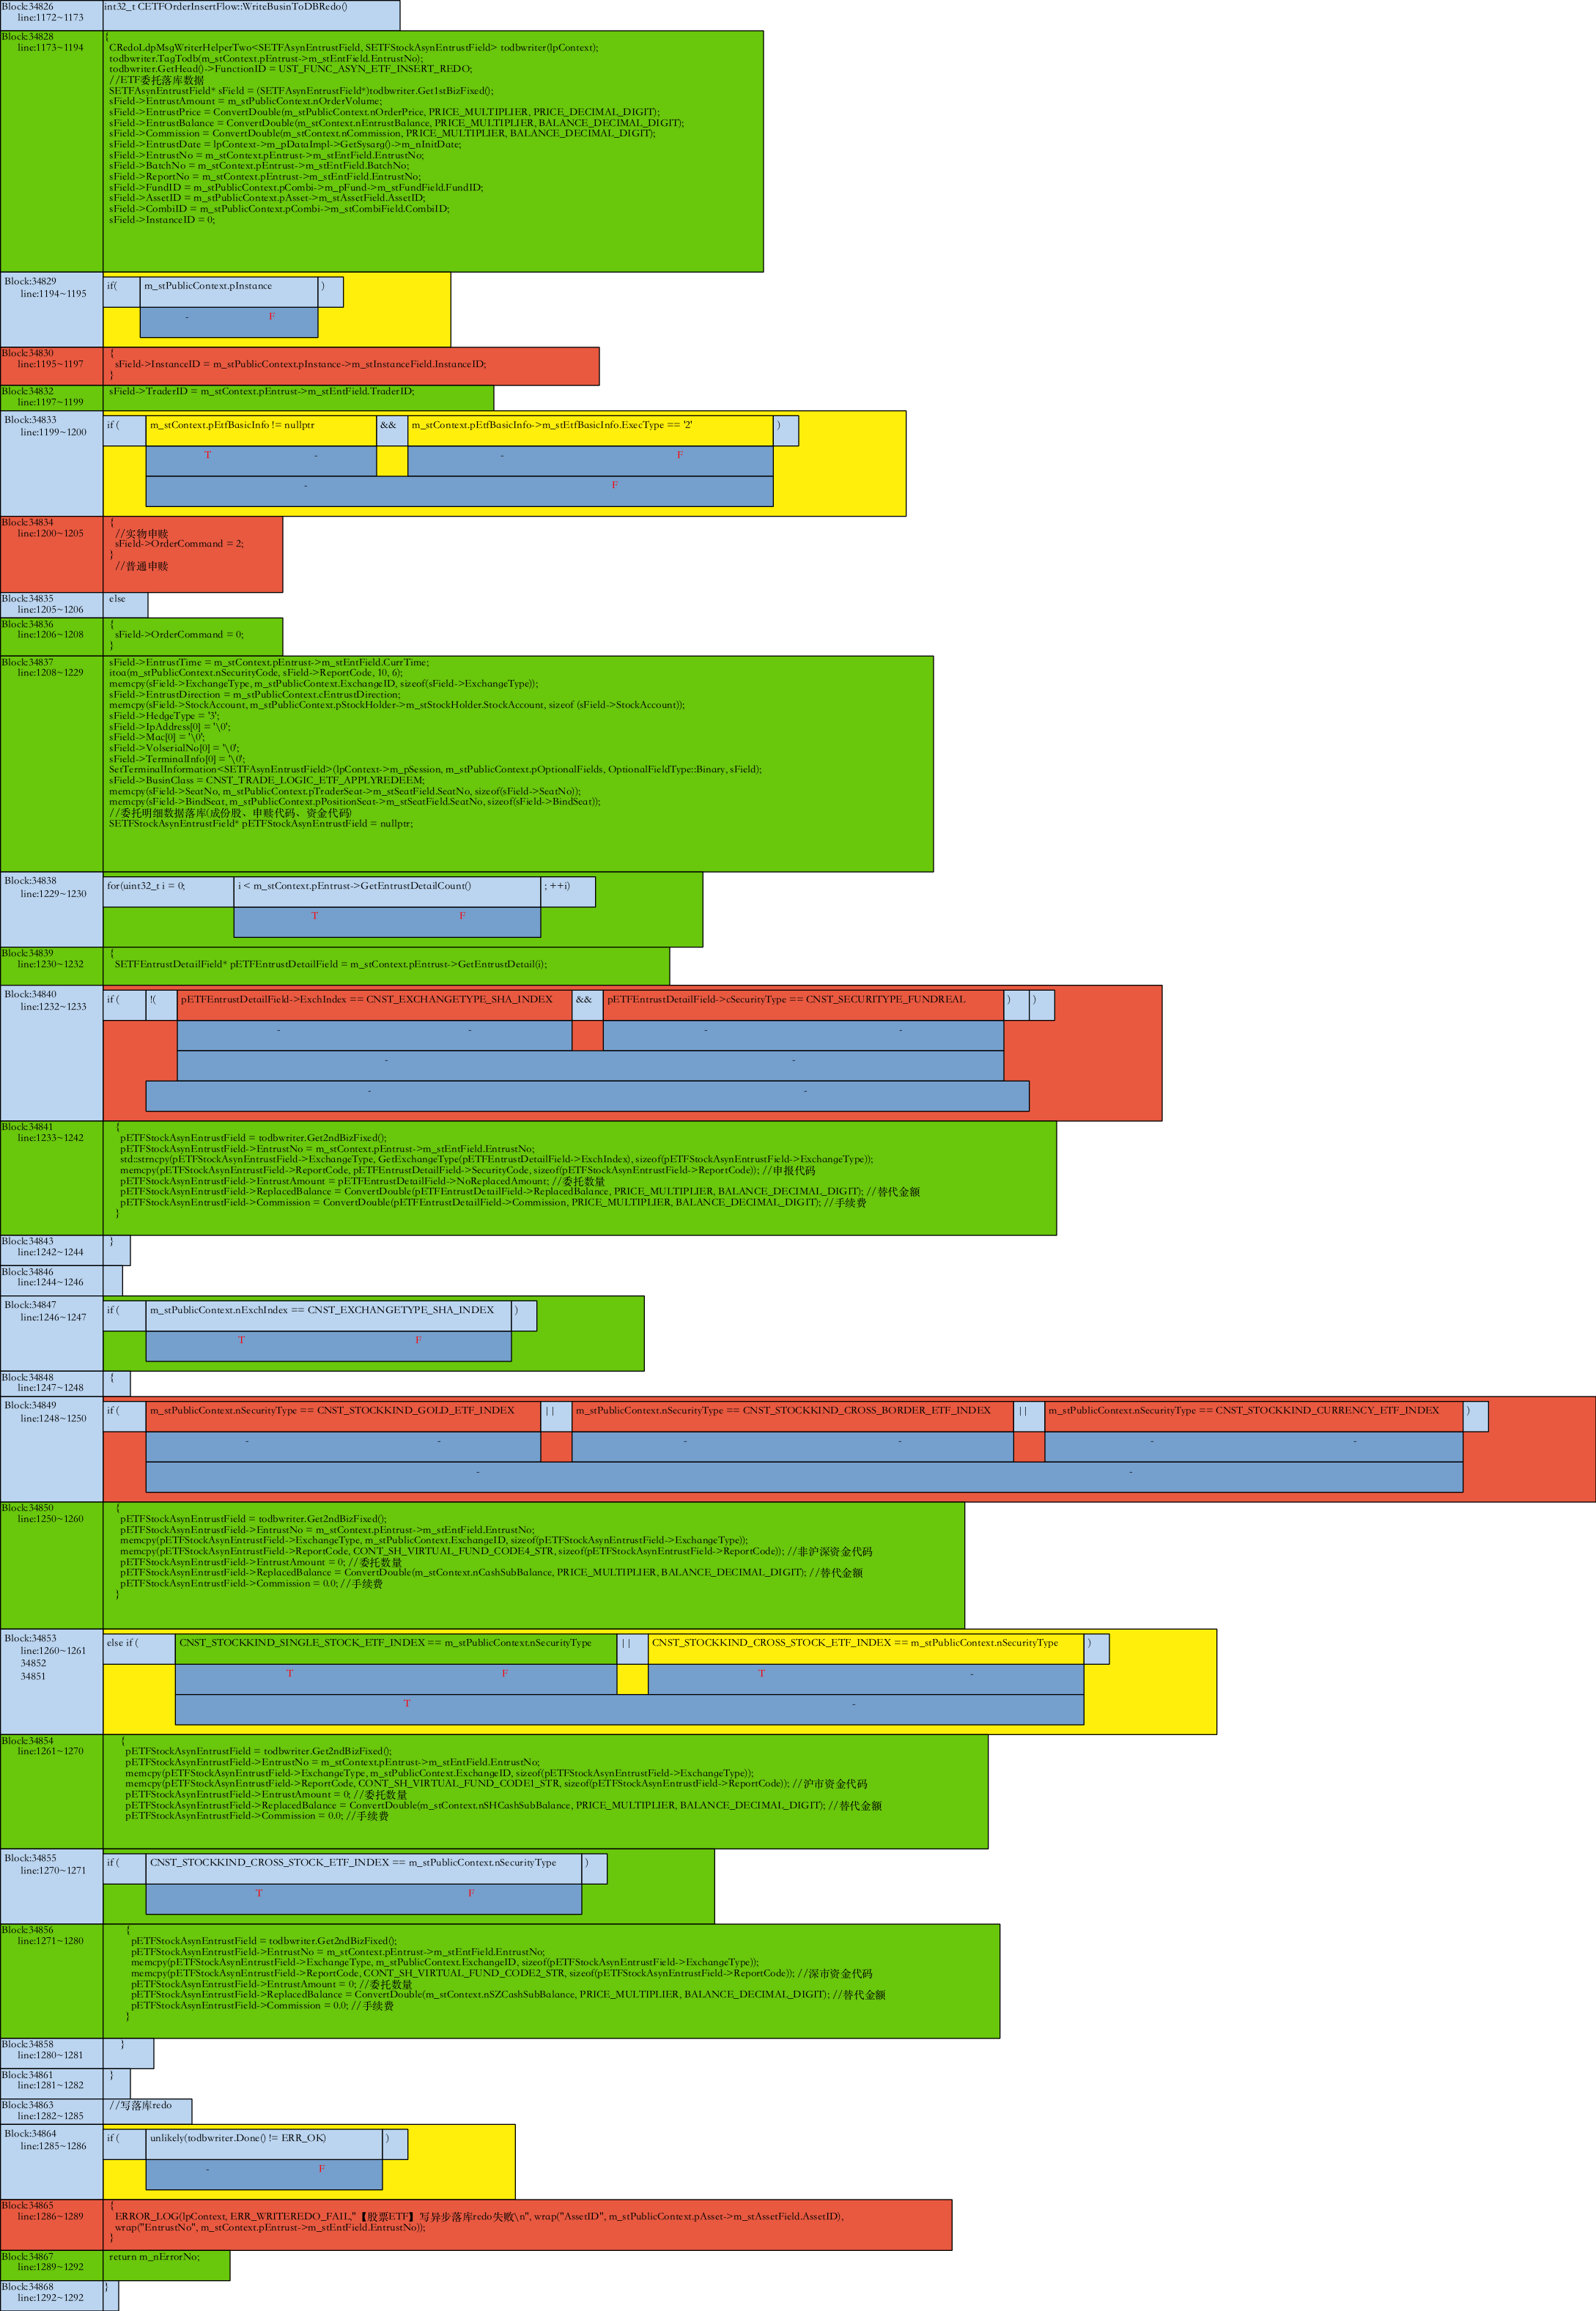 Block:34826
line:1172~1173
int32_t CETFOrderInsertFlow::WriteBusinToDBRedo()
Block:34828
line:1173~1194
{
CRedoLdpMsgWriterHelperTwo<SETFAsynEntrustField, SETFStockAsynEntrustField> todbwriter(lpContext);
todbwriter.TagTodb(m_stContext.pEntrust->m_stEntField.EntrustNo);
todbwriter.GetHead()->FunctionID = UST_FUNC_ASYN_ETF_INSERT_REDO;
//ETF委托落库数据
SETFAsynEntrustField* sField = (SETFAsynEntrustField*)todbwriter.Get1stBizFixed();
sField->EntrustAmount = m_stPublicContext.nOrderVolume;
sField->EntrustPrice = ConvertDouble(m_stPublicContext.nOrderPrice, PRICE_MULTIPLIER, PRICE_DECIMAL_DIGIT);
sField->EntrustBalance = ConvertDouble(m_stContext.nEntrustBalance, PRICE_MULTIPLIER, BALANCE_DECIMAL_DIGIT);
sField->Commission = ConvertDouble(m_stContext.nCommission, PRICE_MULTIPLIER, BALANCE_DECIMAL_DIGIT);
sField->EntrustDate = lpContext->m_pDataImpl->GetSysarg()->m_nInitDate;
sField->EntrustNo = m_stContext.pEntrust->m_stEntField.EntrustNo;
sField->BatchNo = m_stContext.pEntrust->m_stEntField.BatchNo;
sField->ReportNo = m_stContext.pEntrust->m_stEntField.EntrustNo;
sField->FundID = m_stPublicContext.pCombi->m_pFund->m_stFundField.FundID;
sField->AssetID = m_stPublicContext.pAsset->m_stAssetField.AssetID;
sField->CombiID = m_stPublicContext.pCombi->m_stCombiField.CombiID;
sField->InstanceID = 0;
Block:34829
line:1194~1195
if( m_stPublicContext.pInstance )
- F
Block:34830
line:1195~1197
{
sField->InstanceID = m_stPublicContext.pInstance->m_stInstanceField.InstanceID;
}
Block:34832
line:1197~1199
sField->TraderID = m_stContext.pEntrust->m_stEntField.TraderID;
Block:34833
line:1199~1200
if ( m_stContext.pEtfBasicInfo != nullptr && m_stContext.pEtfBasicInfo->m_stEtfBasicInfo.ExecType == '2' )
T - - F
- F
Block:34834
line:1200~1205
{
//实物申赎
sField->OrderCommand = 2;
}
//普通申赎
Block:34835
line:1205~1206
else
Block:34836
line:1206~1208
{
sField->OrderCommand = 0;
}
Block:34837
line:1208~1229
sField->EntrustTime = m_stContext.pEntrust->m_stEntField.CurrTime;
itoa(m_stPublicContext.nSecurityCode, sField->ReportCode, 10, 6);
memcpy(sField->ExchangeType, m_stPublicContext.ExchangeID, sizeof(sField->ExchangeType));
sField->EntrustDirection = m_stPublicContext.cEntrustDirection;
memcpy(sField->StockAccount, m_stPublicContext.pStockHolder->m_stStockHolder.StockAccount, sizeof (sField->StockAccount));
sField->HedgeType = '3';
sField->IpAddress[0] = '\0';
sField->Mac[0] = '\0';
sField->VolserialNo[0] = '\0';
sField->TerminalInfo[0] = '\0';
SetTerminalInformation<SETFAsynEntrustField>(lpContext->m_pSession, m_stPublicContext.pOptionalFields, OptionalFieldType::Binary, sField);
sField->BusinClass = CNST_TRADE_LOGIC_ETF_APPLYREDEEM;
memcpy(sField->SeatNo, m_stPublicContext.pTraderSeat->m_stSeatField.SeatNo, sizeof(sField->SeatNo));
memcpy(sField->BindSeat, m_stPublicContext.pPositionSeat->m_stSeatField.SeatNo, sizeof(sField->BindSeat));
//委托明细数据落库(成份股、申赎代码、资金代码)
SETFStockAsynEntrustField* pETFStockAsynEntrustField = nullptr;
Block:34838
line:1229~1230
for(uint32_t i = 0; i < m_stContext.pEntrust->GetEntrustDetailCount() ; ++i)
T F
Block:34839
line:1230~1232
{
SETFEntrustDetailField* pETFEntrustDetailField = m_stContext.pEntrust->GetEntrustDetail(i);
Block:34840
line:1232~1233
if ( !( pETFEntrustDetailField->ExchIndex == CNST_EXCHANGETYPE_SHA_INDEX && pETFEntrustDetailField->cSecurityType == CNST_SECURITYPE_FUNDREAL ) )
- - - -
- -
- -
Block:34841
line:1233~1242
{
pETFStockAsynEntrustField = todbwriter.Get2ndBizFixed();
pETFStockAsynEntrustField->EntrustNo = m_stContext.pEntrust->m_stEntField.EntrustNo;
std::strncpy(pETFStockAsynEntrustField->ExchangeType, GetExchangeType(pETFEntrustDetailField->ExchIndex), sizeof(pETFStockAsynEntrustField->ExchangeType));
memcpy(pETFStockAsynEntrustField->ReportCode, pETFEntrustDetailField->SecurityCode, sizeof(pETFStockAsynEntrustField->ReportCode)); //申报代码
pETFStockAsynEntrustField->EntrustAmount = pETFEntrustDetailField->NoReplacedAmount; //委托数量
pETFStockAsynEntrustField->ReplacedBalance = ConvertDouble(pETFEntrustDetailField->ReplacedBalance, PRICE_MULTIPLIER, BALANCE_DECIMAL_DIGIT); //替代金额
pETFStockAsynEntrustField->Commission = ConvertDouble(pETFEntrustDetailField->Commission, PRICE_MULTIPLIER, BALANCE_DECIMAL_DIGIT); //手续费
}
Block:34843
line:1242~1244
}
Block:34846
line:1244~1246
Block:34847
line:1246~1247
if ( m_stPublicContext.nExchIndex == CNST_EXCHANGETYPE_SHA_INDEX )
T F
Block:34848
line:1247~1248
{
Block:34849
line:1248~1250
if ( m_stPublicContext.nSecurityType == CNST_STOCKKIND_GOLD_ETF_INDEX || m_stPublicContext.nSecurityType == CNST_STOCKKIND_CROSS_BORDER_ETF_INDEX || m_stPublicContext.nSecurityType == CNST_STOCKKIND_CURRENCY_ETF_INDEX )
- - - - - -
- -
Block:34850
line:1250~1260
{
pETFStockAsynEntrustField = todbwriter.Get2ndBizFixed();
pETFStockAsynEntrustField->EntrustNo = m_stContext.pEntrust->m_stEntField.EntrustNo;
memcpy(pETFStockAsynEntrustField->ExchangeType, m_stPublicContext.ExchangeID, sizeof(pETFStockAsynEntrustField->ExchangeType));
memcpy(pETFStockAsynEntrustField->ReportCode, CONT_SH_VIRTUAL_FUND_CODE4_STR, sizeof(pETFStockAsynEntrustField->ReportCode)); //非沪深资金代码
pETFStockAsynEntrustField->EntrustAmount = 0; //委托数量
pETFStockAsynEntrustField->ReplacedBalance = ConvertDouble(m_stContext.nCashSubBalance, PRICE_MULTIPLIER, BALANCE_DECIMAL_DIGIT); //替代金额
pETFStockAsynEntrustField->Commission = 0.0; //手续费
}
Block:34853
line:1260~1261
34852
34851
else if ( CNST_STOCKKIND_SINGLE_STOCK_ETF_INDEX == m_stPublicContext.nSecurityType || CNST_STOCKKIND_CROSS_STOCK_ETF_INDEX == m_stPublicContext.nSecurityType )
T F T -
T -
Block:34854
line:1261~1270
{
pETFStockAsynEntrustField = todbwriter.Get2ndBizFixed();
pETFStockAsynEntrustField->EntrustNo = m_stContext.pEntrust->m_stEntField.EntrustNo;
memcpy(pETFStockAsynEntrustField->ExchangeType, m_stPublicContext.ExchangeID, sizeof(pETFStockAsynEntrustField->ExchangeType));
memcpy(pETFStockAsynEntrustField->ReportCode, CONT_SH_VIRTUAL_FUND_CODE1_STR, sizeof(pETFStockAsynEntrustField->ReportCode)); //沪市资金代码
pETFStockAsynEntrustField->EntrustAmount = 0; //委托数量
pETFStockAsynEntrustField->ReplacedBalance = ConvertDouble(m_stContext.nSHCashSubBalance, PRICE_MULTIPLIER, BALANCE_DECIMAL_DIGIT); //替代金额
pETFStockAsynEntrustField->Commission = 0.0; //手续费
Block:34855
line:1270~1271
if ( CNST_STOCKKIND_CROSS_STOCK_ETF_INDEX == m_stPublicContext.nSecurityType )
T F
Block:34856
line:1271~1280
{
pETFStockAsynEntrustField = todbwriter.Get2ndBizFixed();
pETFStockAsynEntrustField->EntrustNo = m_stContext.pEntrust->m_stEntField.EntrustNo;
memcpy(pETFStockAsynEntrustField->ExchangeType, m_stPublicContext.ExchangeID, sizeof(pETFStockAsynEntrustField->ExchangeType));
memcpy(pETFStockAsynEntrustField->ReportCode, CONT_SH_VIRTUAL_FUND_CODE2_STR, sizeof(pETFStockAsynEntrustField->ReportCode)); //深市资金代码
pETFStockAsynEntrustField->EntrustAmount = 0; //委托数量
pETFStockAsynEntrustField->ReplacedBalance = ConvertDouble(m_stContext.nSZCashSubBalance, PRICE_MULTIPLIER, BALANCE_DECIMAL_DIGIT); //替代金额
pETFStockAsynEntrustField->Commission = 0.0; //手续费
}
Block:34858
line:1280~1281
}
Block:34861
line:1281~1282
}
Block:34863
line:1282~1285
//写落库redo
Block:34864
line:1285~1286
if ( unlikely(todbwriter.Done() != ERR_OK) )
- F
Block:34865
line:1286~1289
{
ERROR_LOG(lpContext, ERR_WRITEREDO_FAIL,"【股票ETF】写异步落库redo失败\n", wrap("AssetID", m_stPublicContext.pAsset->m_stAssetField.AssetID),
wrap("EntrustNo", m_stContext.pEntrust->m_stEntField.EntrustNo));
}
Block:34867
line:1289~1292
return m_nErrorNo;
Block:34868
line:1292~1292
}